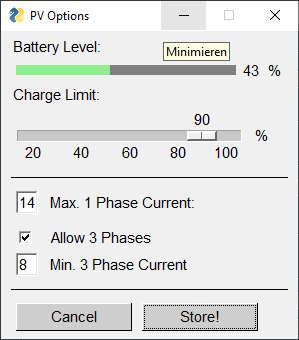 PV Options
Battery Level:
Minimieren
43 %
Charge Limit:
90
%
20 40 60 80 100
14 Max. 1 Phase Current:
Allow 3 Phases
8 Min. 3 Phase Current
Cancel Store!